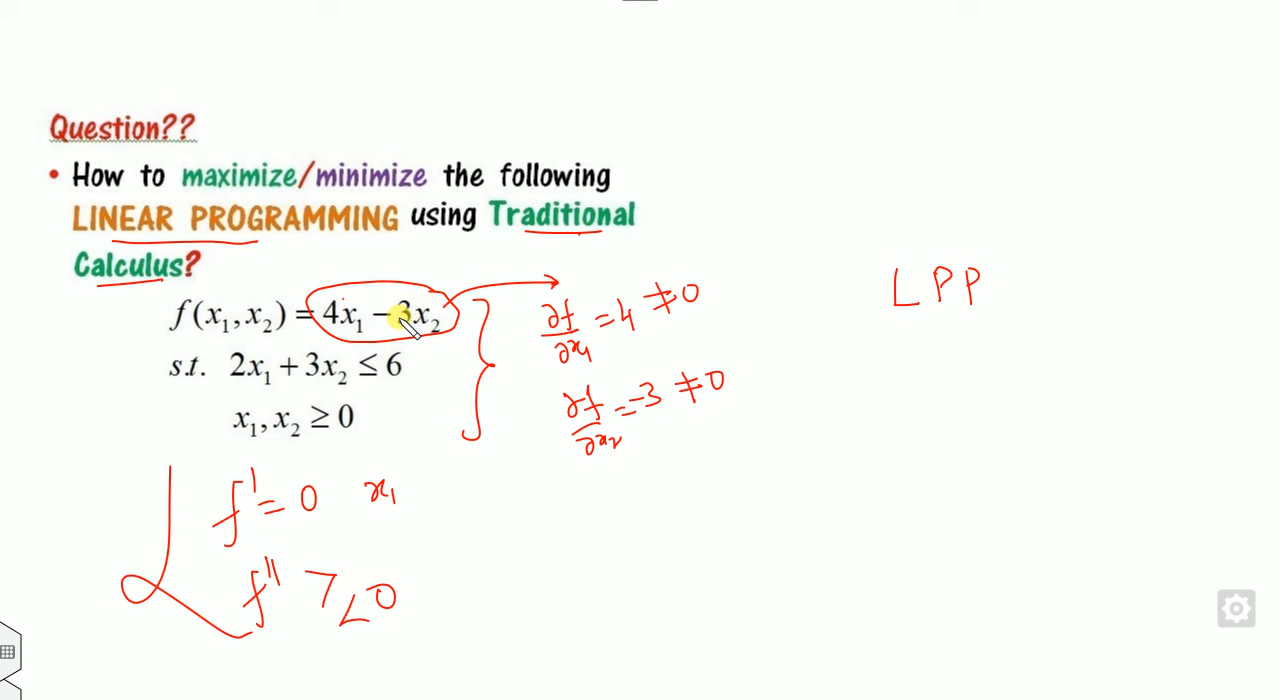 Question??
• How to maximize/minimize the following
LINEAR PROGRAMMING using Traditional
Calculus?
f(x₁, x₂) = 4x₁ − 3x₂
s.t. 2x₁ + 3x₂ ≤ 6
x₁, x₂ ≥ 0
∂f/∂x₁ = 4 ≠ 0
∂f/∂x₂ = -3 ≠ 0
LPP
f' = 0 x₁
f'' > < 0